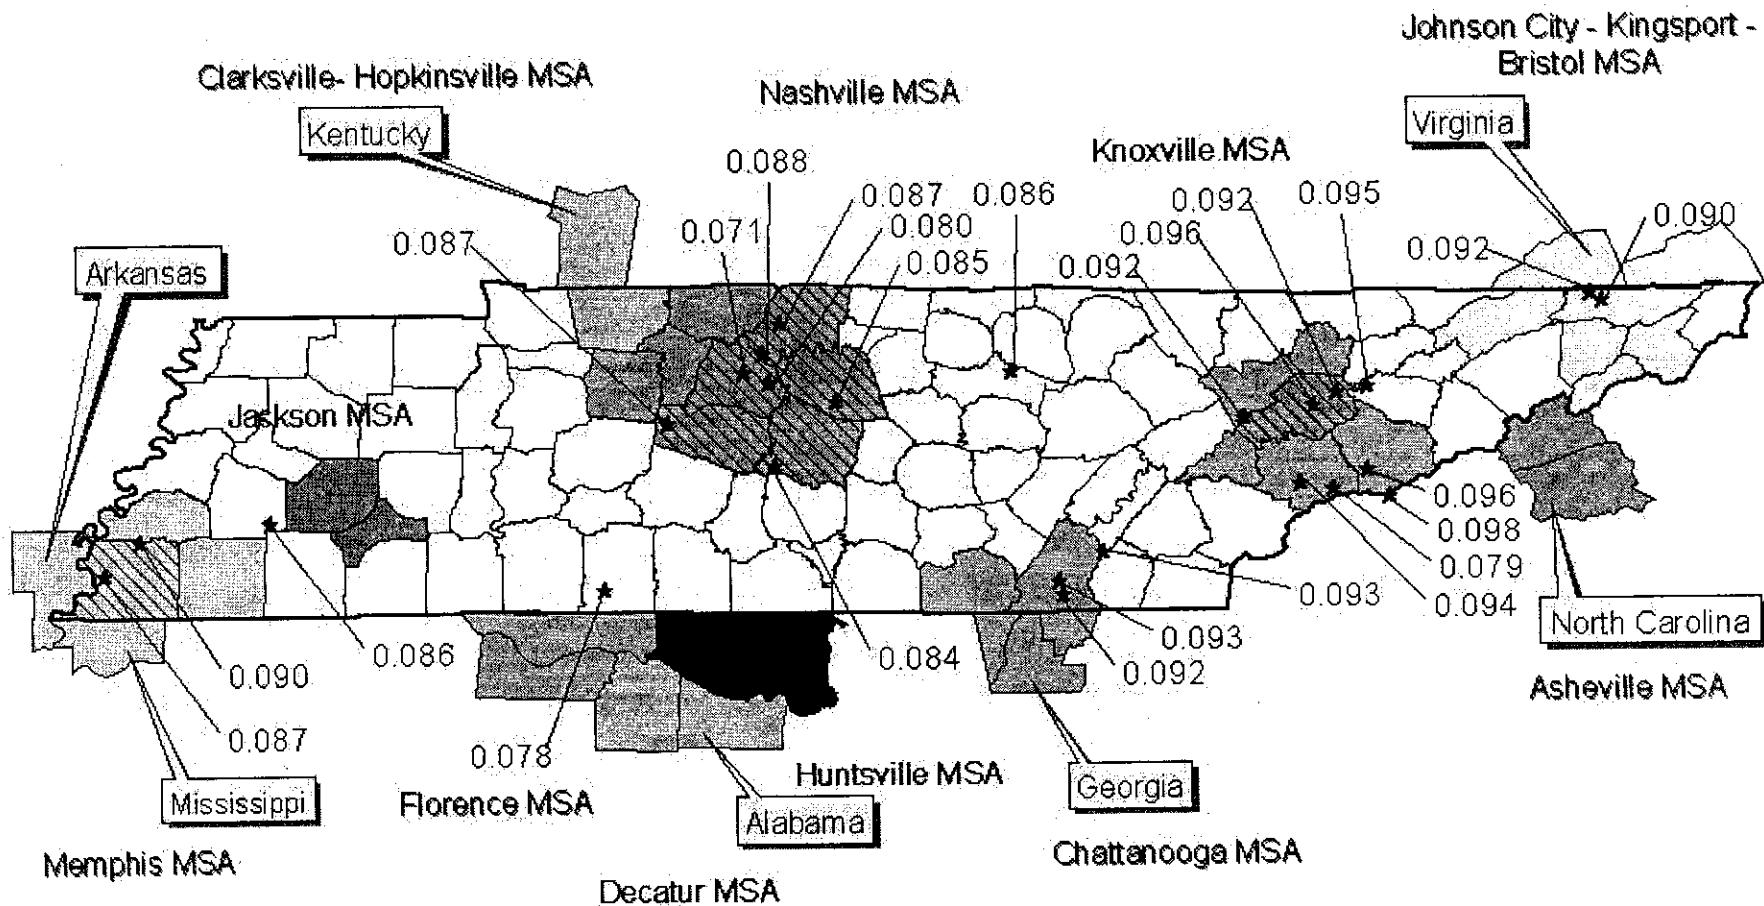 Johnson City - Kingsport -
Bristol MSA
Clarksville- Hopkinsville MSA
Nashville MSA
Kentucky
Virginia
Knoxville MSA
0.088
0.087
0.086
0.092
0.095
0.090
0.071
0.080
0.096
0.092
0.087
0.085
0.092
Arkansas
Jackson MSA
0.096
0.098
0.079
0.093
0.094
North Carolina
0.093
0.086
0.084
0.092
0.090
Asheville MSA
0.087
0.078
Huntsville MSA
Georgia
Mississippi
Florence MSA
Alabama
Memphis MSA
Chattanooga MSA
Decatur MSA